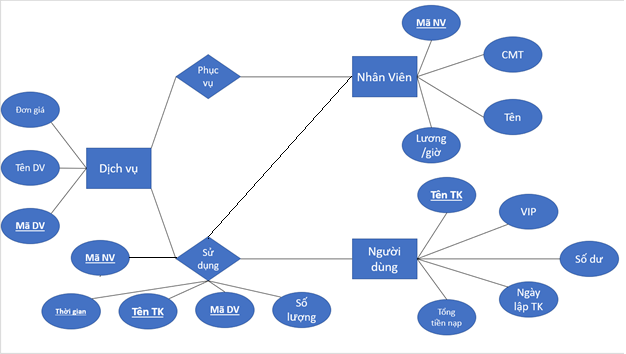 Mã NV
CMT
Phục
vụ
Nhân Viên
Đơn giá
Tên
Lương
/giờ
Tên DV
Dịch vụ
Tên TK
VIP
Mã DV
Mã NV
Sử
dụng
Người
dùng
Số dư
Thời gian
Tên TK
Mã DV
Số
lượng
Tổng
tiền nạp
Ngày
lập TK